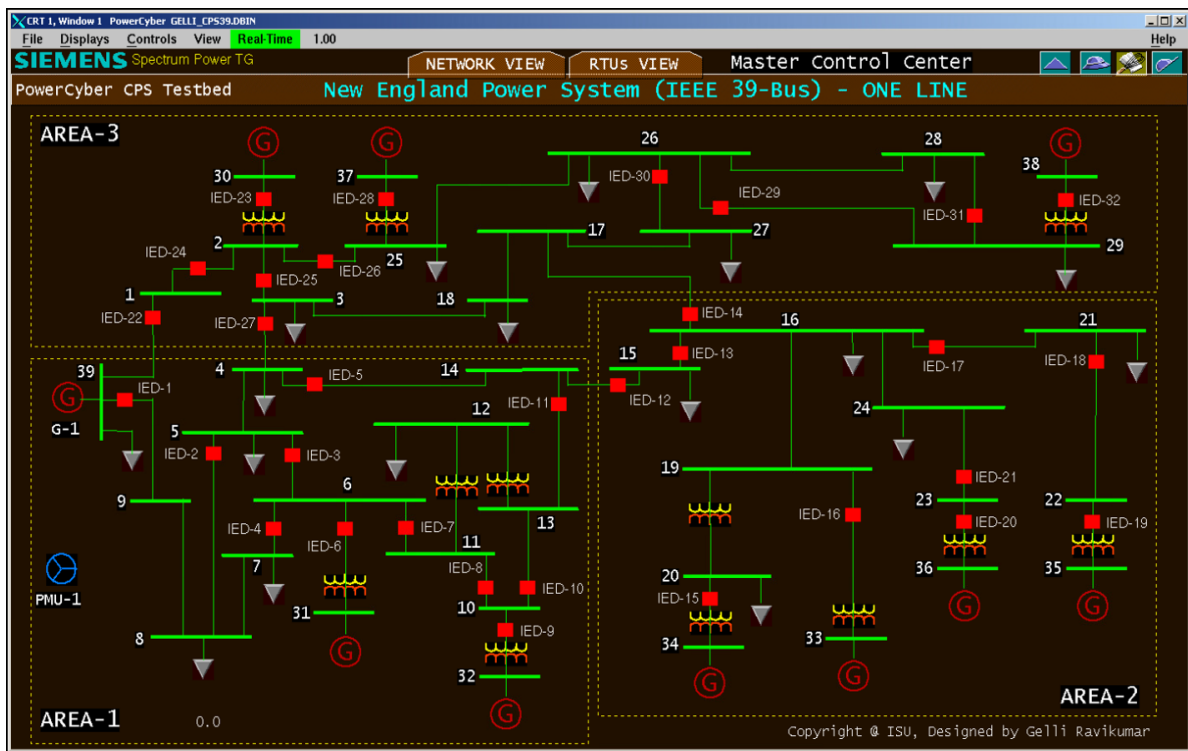 CRT 1, Window 1 PowerCyber GELLI_CPS39.DBIN
File Displays Controls View Real-Time 1.00 Help
SIEMENS Spectrum Power TG NETWORK VIEW RTUs VIEW Master Control Center
PowerCyber CPS Testbed New England Power System (IEEE 39-Bus) - ONE LINE
AREA-3
G G 26 28 G
30 37 IED-30 38
IED-23 IED-28 IED-29 IED-31 IED-32
2 25 17 27 29
IED-24 IED-26
IED-25
1 3 18
IED-22 IED-27 IED-14 16 21
39 4 IED-5 14 15 IED-13 IED-17 IED-18
G IED-1 IED-11 IED-12
G-1 5 12 24
IED-2 IED-3 19 IED-21
9 6 13 23 22
IED-4 IED-6 IED-7 IED-16 IED-20 IED-19
7 11 IED-8 IED-10 20 36 35
PMU-1 31 10 IED-15 G G
8 G IED-9 34 33
32 G G
AREA-1 0.0 G AREA-2
Copyright @ ISU, Designed by Gelli Ravikumar